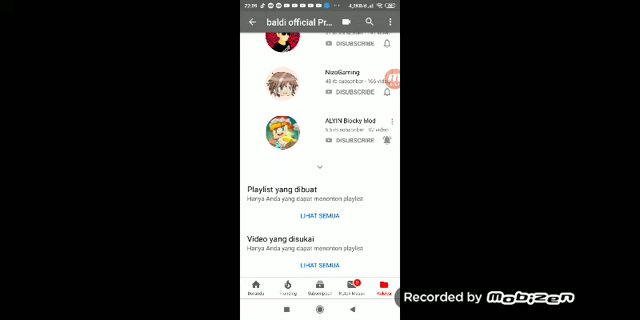 22:09
baldi official Pr...
DISUBSCRIBE
NizoGaming
DISUBSCRIBE
ALYIN Blocky Mod
DISUBSCRIBE
Playlist yang dibuat
Hanya Anda yang dapat menonton playlist
LIHAT SEMUA
Video yang disukai
Hanya Anda yang dapat menonton playlist
LIHAT SEMUA
Beranda
Trending
Subscription
Kotak Masuk
Koleksi
Recorded by MOBIZEN